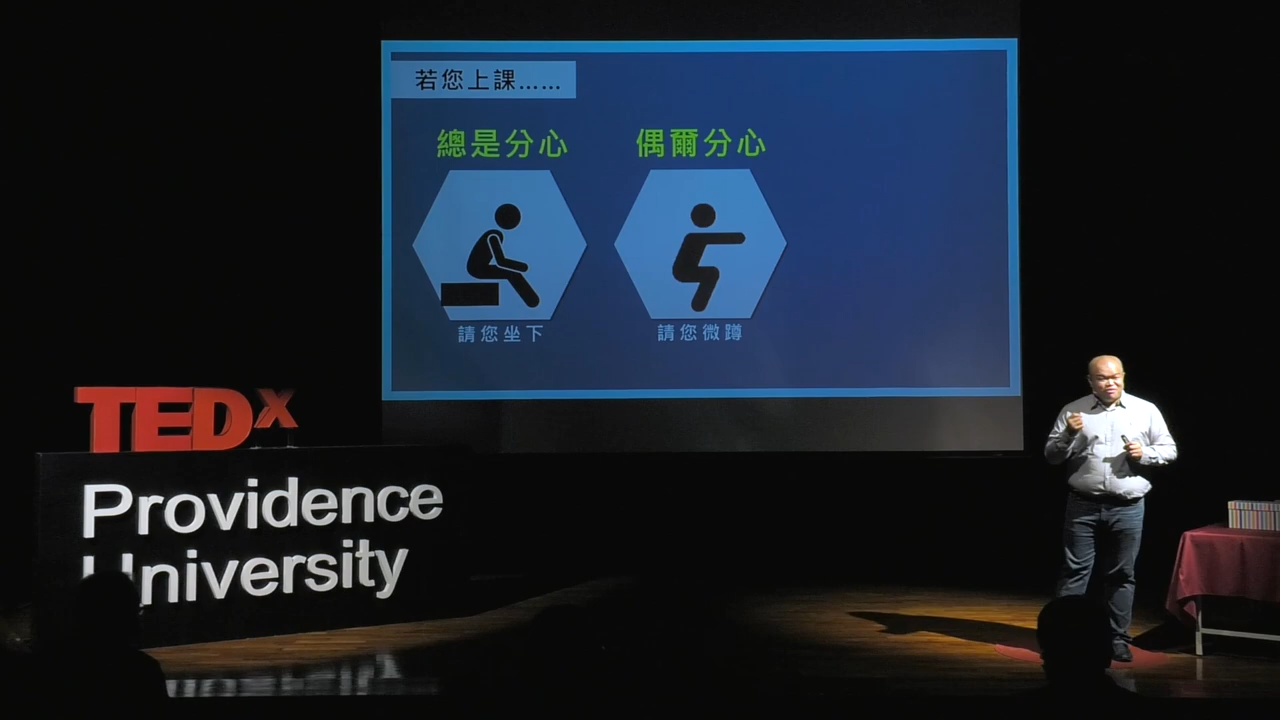 若您上課……
總是分心
偶爾分心
請您坐下
請您微蹲
TEDx
Providence
University